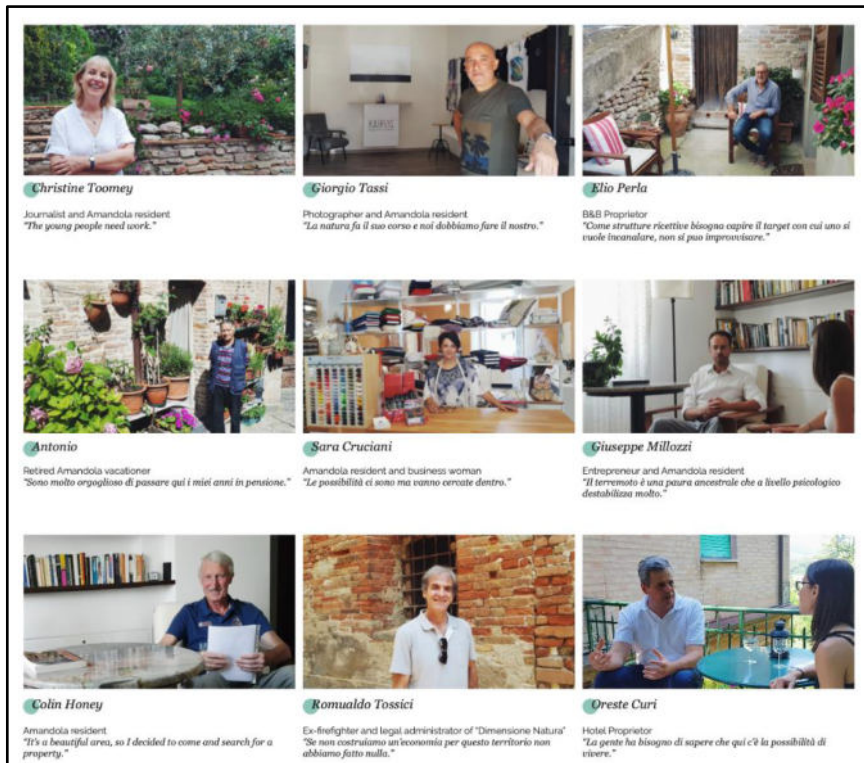 Christine Toomey
Journalist and Amandola resident
"The young people need work."
Giorgio Tassi
Photographer and Amandola resident
"La natura fa il suo corso e noi dobbiamo fare il nostro."
Elio Perla
B&B Proprietor
"Come strutture ricettive bisogna capire il target con cui uno si
vuole incanalare, non si puo improvvisare."
Antonio
Retired Amandola vacationer
"Sono molto orgoglioso di passare qui i miei anni in pensione."
Sara Cruciani
Amandola resident and business woman
"Le possibilità ci sono ma vanno cercate dentro."
Giuseppe Millozzi
Entrepreneur and Amandola resident
"Il terremoto è una paura ancestrale che a livello psicologico
destabilizza molto."
Colin Honey
Amandola resident
"It's a beautiful area, so I decided to come and search for a
property."
Romualdo Tossici
Ex-firefighter and legal administrator of "Dimensione Natura"
"Se non costruiamo un'economia per questo territorio non
abbiamo fatto nulla."
Oreste Curi
Hotel Proprietor
"La gente ha bisogno di sapere che qui c'è la possibilità di
vivere."